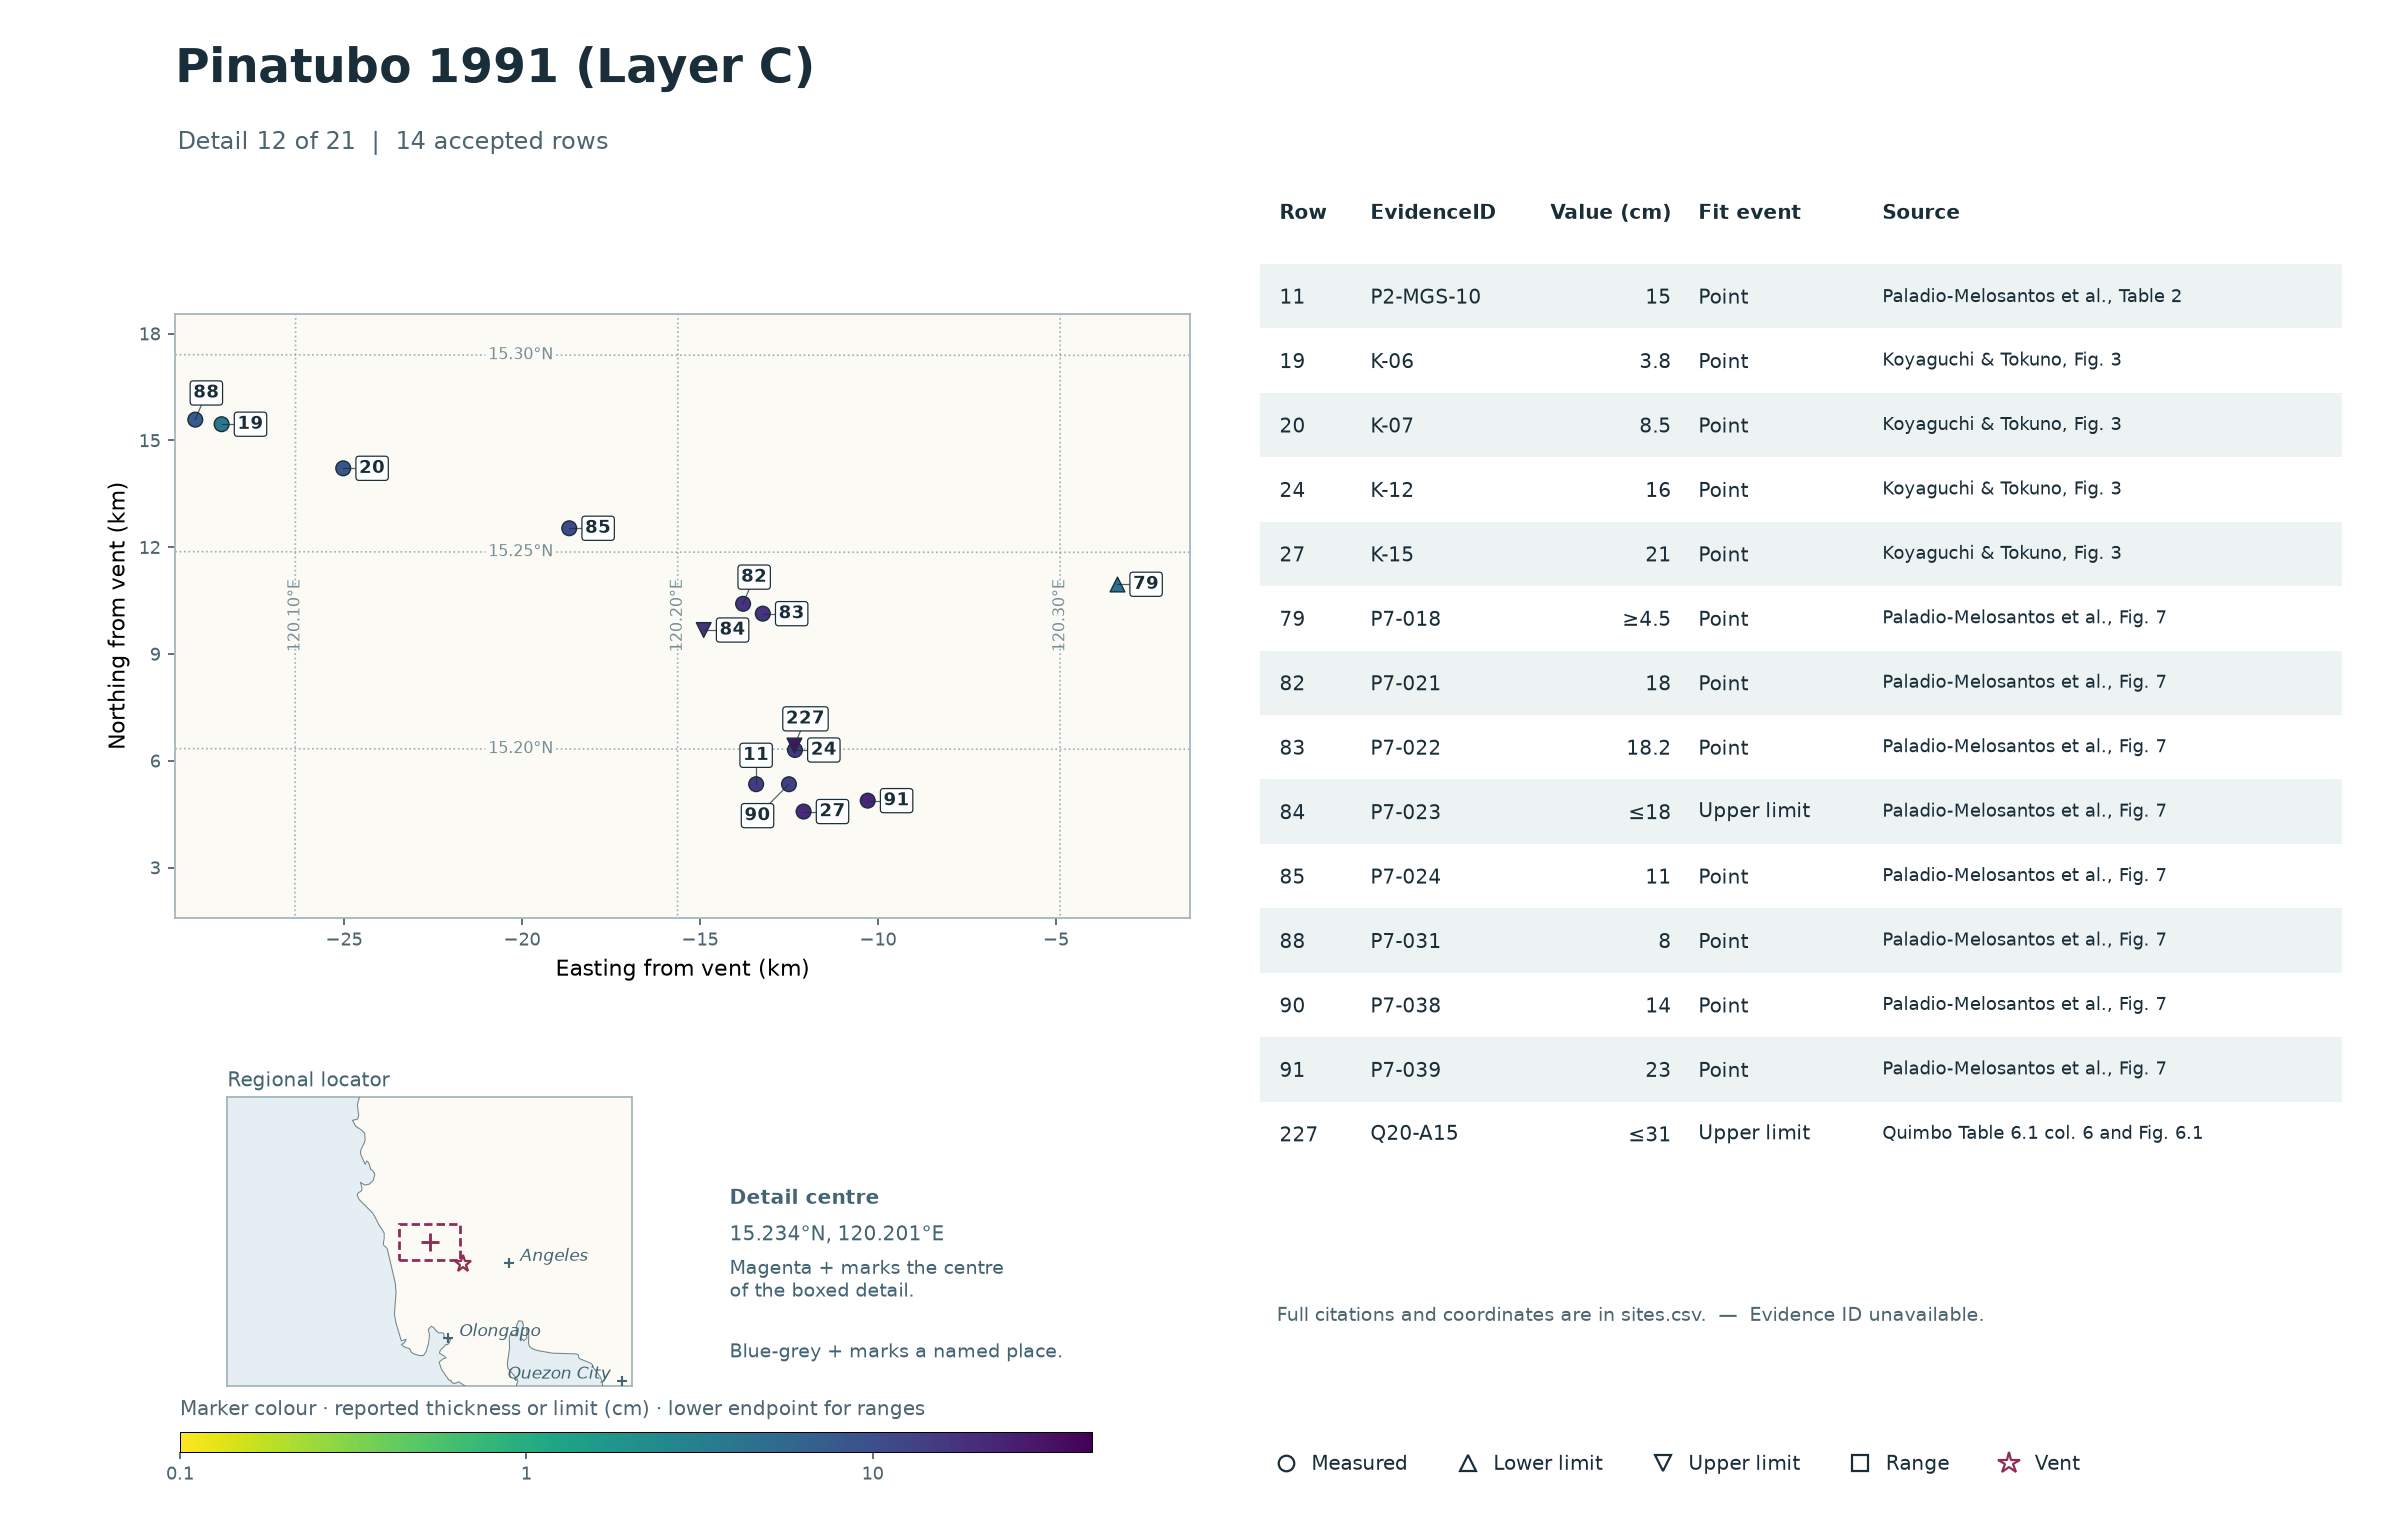 Pinatubo 1991 (Layer C)
Detail 12 of 21 | 14 accepted rows
18
15
12
9
6
3
Northing from vent (km)
15.30°N
15.25°N
15.20°N
120.10°E
120.20°E
120.30°E
88
19
20
85
82
83
84
79
227
24
11
90
27
91
−25
−20
−15
−10
−5
Easting from vent (km)
Row EvidenceID Value (cm) Fit event Source
11 P2-MGS-10 15 Point Paladio-Melosantos et al., Table 2
19 K-06 3.8 Point Koyaguchi & Tokuno, Fig. 3
20 K-07 8.5 Point Koyaguchi & Tokuno, Fig. 3
24 K-12 16 Point Koyaguchi & Tokuno, Fig. 3
27 K-15 21 Point Koyaguchi & Tokuno, Fig. 3
79 P7-018 ≥4.5 Point Paladio-Melosantos et al., Fig. 7
82 P7-021 18 Point Paladio-Melosantos et al., Fig. 7
83 P7-022 18.2 Point Paladio-Melosantos et al., Fig. 7
84 P7-023 ≤18 Upper limit Paladio-Melosantos et al., Fig. 7
85 P7-024 11 Point Paladio-Melosantos et al., Fig. 7
88 P7-031 8 Point Paladio-Melosantos et al., Fig. 7
90 P7-038 14 Point Paladio-Melosantos et al., Fig. 7
91 P7-039 23 Point Paladio-Melosantos et al., Fig. 7
227 Q20-A15 ≤31 Upper limit Quimbo Table 6.1 col. 6 and Fig. 6.1
Regional locator
Angeles
Olongapo
Quezon City
Detail centre
15.234°N, 120.201°E
Magenta + marks the centre
of the boxed detail.
Blue-grey + marks a named place.
Full citations and coordinates are in sites.csv. — Evidence ID unavailable.
Marker colour · reported thickness or limit (cm) · lower endpoint for ranges
0.1 1 10
Measured Lower limit Upper limit Range Vent